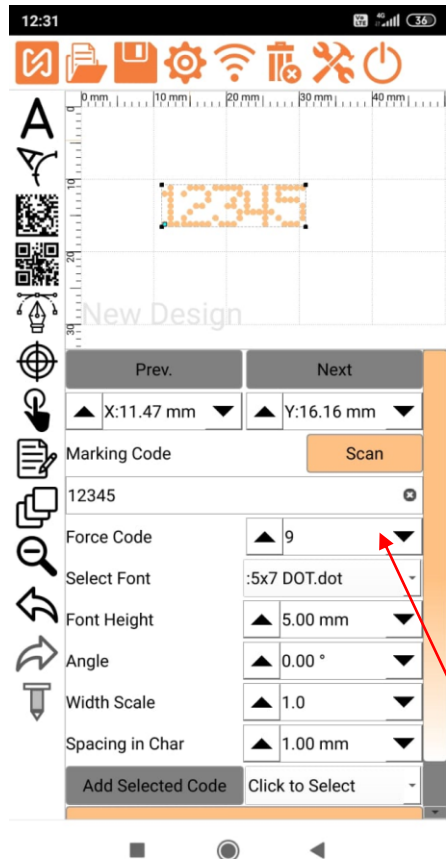 12:31
VoLTE 4G 36
0 mm 10 mm 20 mm 30 mm 40 mm
0
10
12345
20
New Design
30
Prev. Next
X:11.47 mm Y:16.16 mm
Marking Code Scan
12345
Force Code 9
Select Font :5x7 DOT.dot
Font Height 5.00 mm
Angle 0.00 °
Width Scale 1.0
Spacing in Char 1.00 mm
Add Selected Code Click to Select